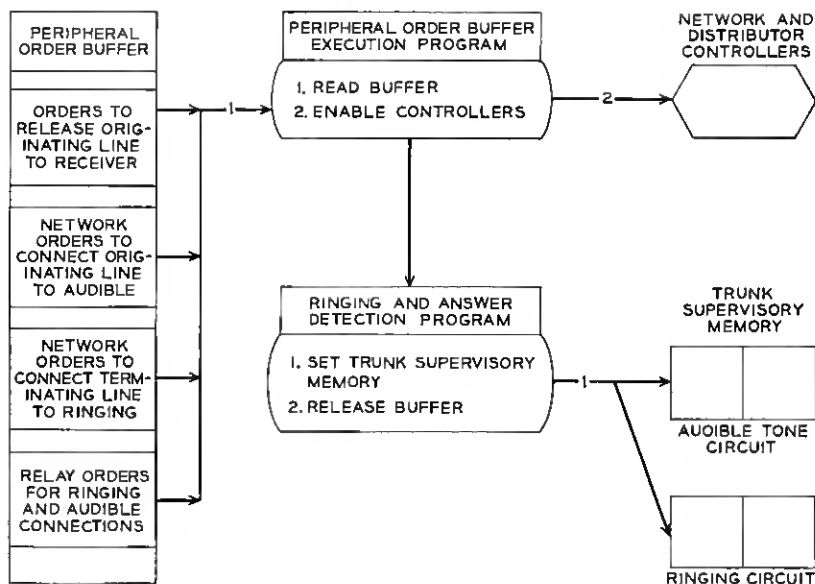 PERIPHERAL
ORDER BUFFER
ORDERS TO
RELEASE ORIG-
INATING LINE
TO RECEIVER
NETWORK
ORDERS TO
CONNECT ORIG-
INATING LINE
TO AUDIBLE
NETWORK
ORDERS TO
CONNECT TERM-
INATING LINE
TO RINGING
RELAY ORDERS
FOR RINGING
AND AUDIBLE
CONNECTIONS
1
PERIPHERAL ORDER BUFFER
EXECUTION PROGRAM
1. READ BUFFER
2. ENABLE CONTROLLERS
2
NETWORK AND
DISTRIBUTOR
CONTROLLERS
RINGING AND ANSWER
DETECTION PROGRAM
1. SET TRUNK SUPERVISORY
MEMORY
2. RELEASE BUFFER
1
TRUNK
SUPERVISORY
MEMORY
AUDIBLE TONE
CIRCUIT
RINGING CIRCUIT